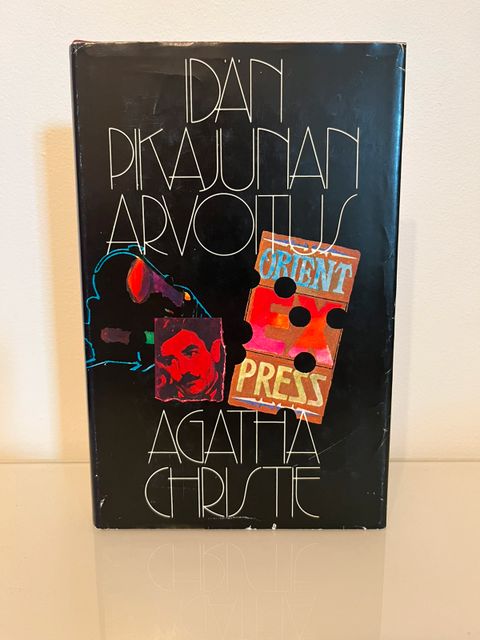 IDÄN
PIKAJUNAN
ARVOITUS
ORIENT
EX
PRESS
AGATHA
CHRISTIE